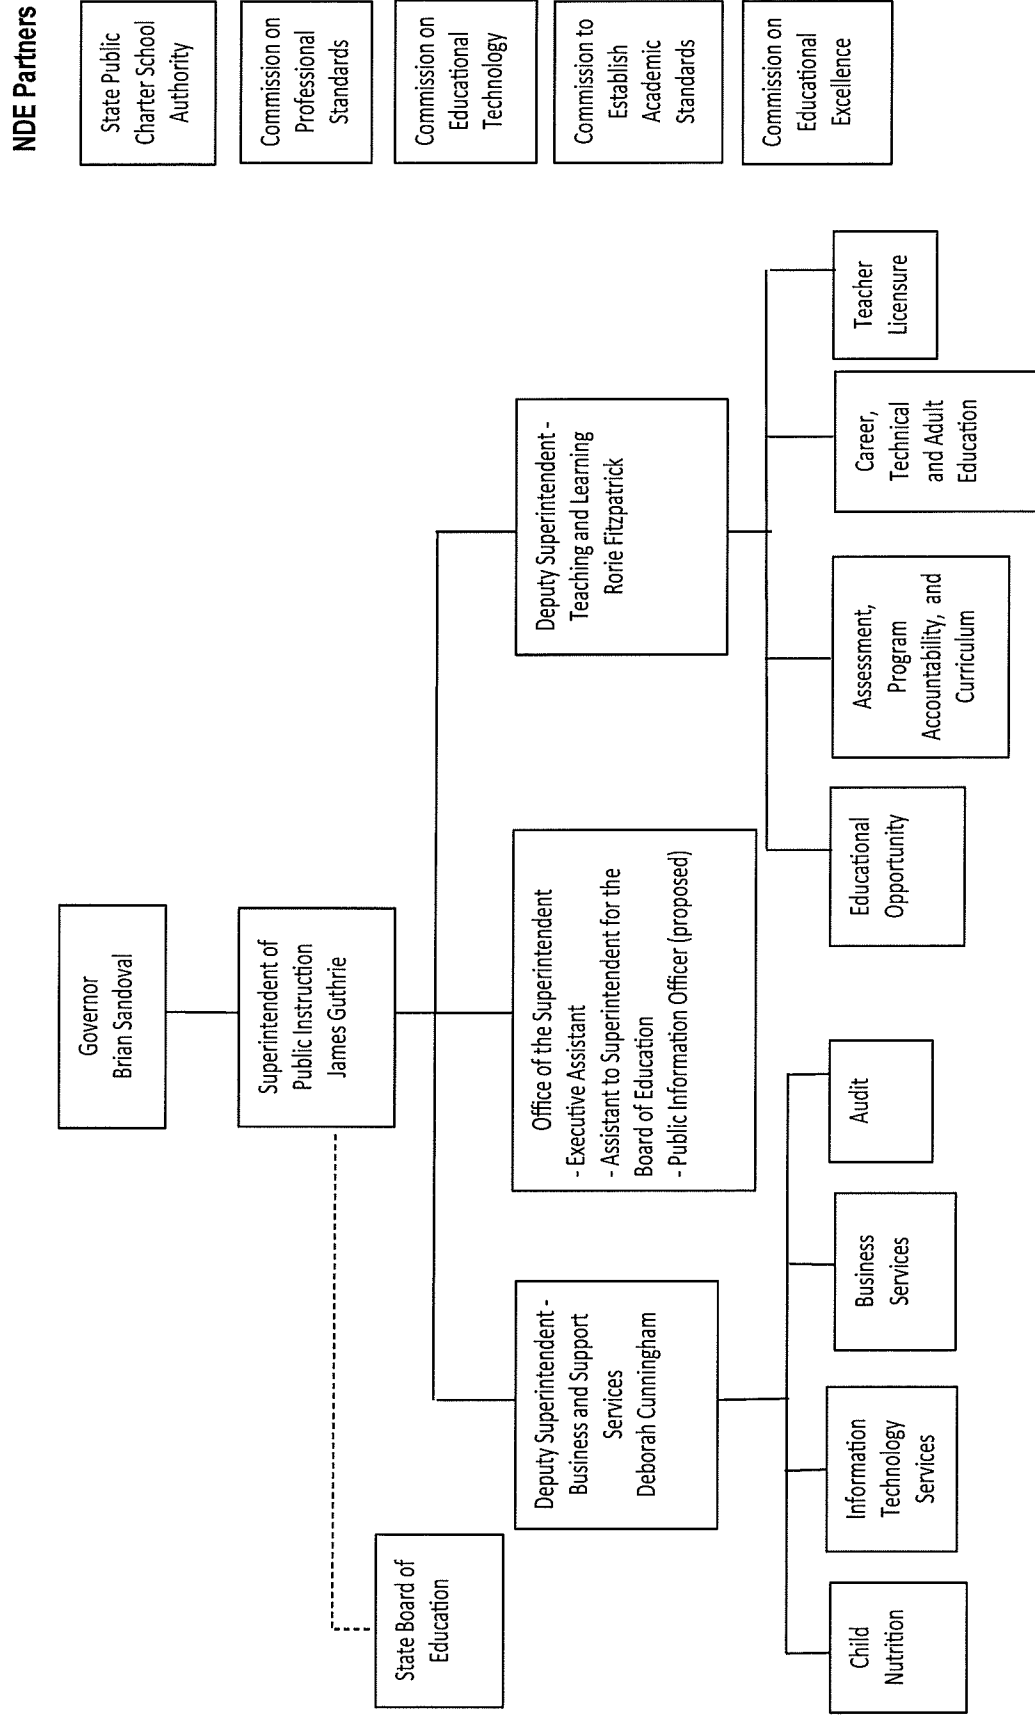 NDE Partners
Governor
Brian Sandoval
Superintendent of
Public Instruction
James Guthrie
State Board of
Education
Deputy Superintendent -
Business and Support
Services
Deborah Cunningham
Office of the Superintendent
- Executive Assistant
- Assistant to Superintendent for the
Board of Education
- Public Information Officer (proposed)
Deputy Superintendent -
Teaching and Learning
Rorie Fitzpatrick
Child
Nutrition
Information
Technology
Services
Business
Services
Audit
Educational
Opportunity
Assessment,
Program
Accountability, and
Curriculum
Career,
Technical
and Adult
Education
Teacher
Licensure
State Public
Charter School
Authority
Commission on
Professional
Standards
Commission on
Educational
Technology
Commission to
Establish
Academic
Standards
Commission on
Educational
Excellence